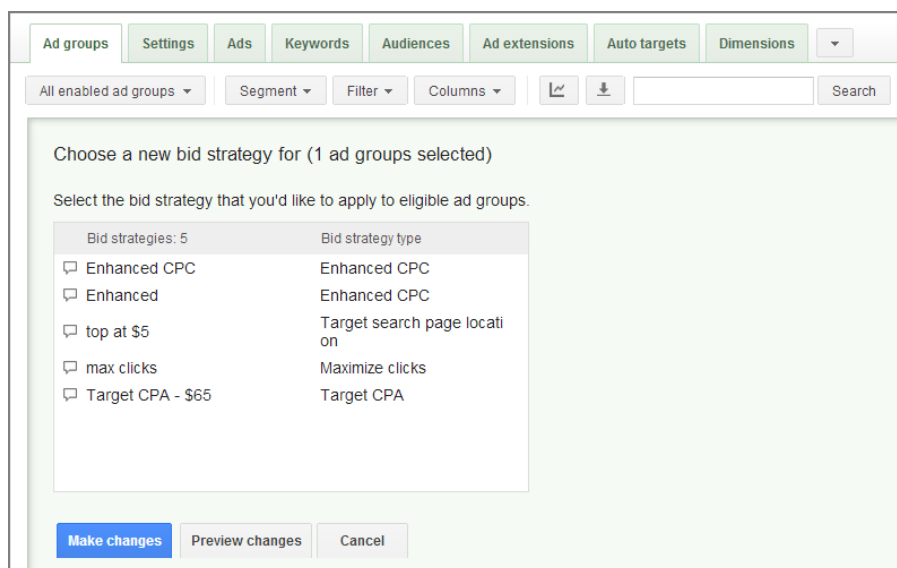 Ad groups Settings Ads Keywords Audiences Ad extensions Auto targets Dimensions
All enabled ad groups Segment Filter Columns Search
Choose a new bid strategy for (1 ad groups selected)
Select the bid strategy that you'd like to apply to eligible ad groups.
Bid strategies: 5 Bid strategy type
Enhanced CPC Enhanced CPC
Enhanced Enhanced CPC
top at $5 Target search page locati
on
max clicks Maximize clicks
Target CPA - $65 Target CPA
Make changes Preview changes Cancel